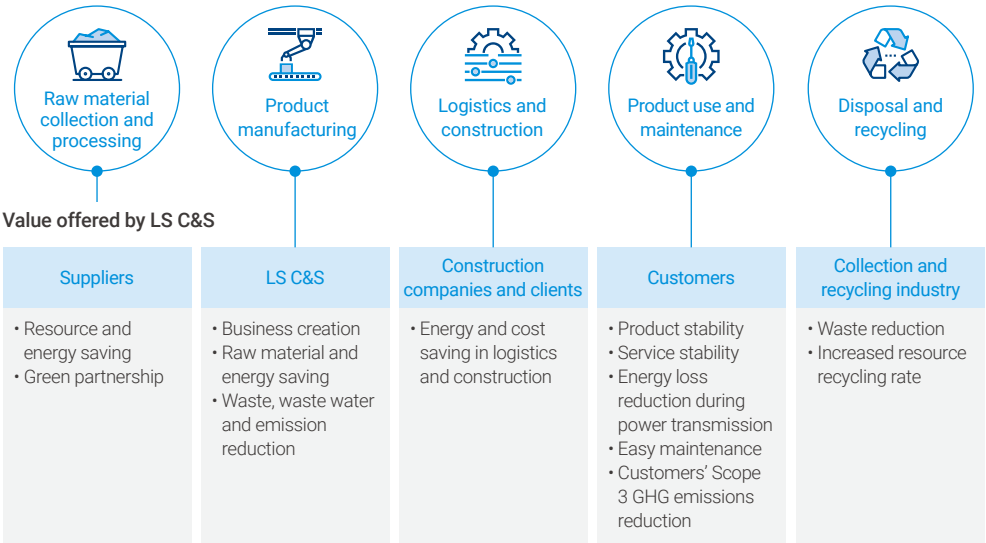 Raw material
collection and
processing
Product
manufacturing
Logistics and
construction
Product use and
maintenance
Disposal and
recycling
Value offered by LS C&S
Suppliers
• Resource and
energy saving
• Green partnership
LS C&S
• Business creation
• Raw material and
energy saving
• Waste, waste water
and emission
reduction
Construction
companies and clients
• Energy and cost
saving in logistics
and construction
Customers
• Product stability
• Service stability
• Energy loss
reduction during
power transmission
• Easy maintenance
• Customers’ Scope
3 GHG emissions
reduction
Collection and
recycling industry
• Waste reduction
• Increased resource
recycling rate